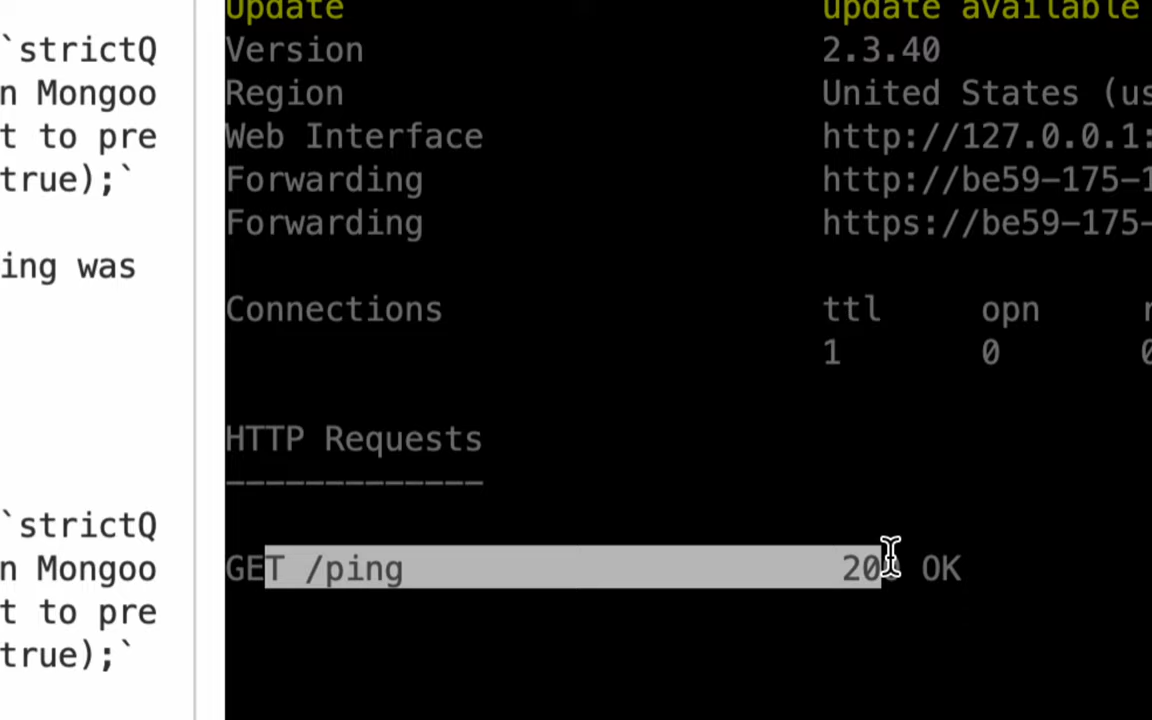 `strictQ
n Mongoo
t to pre
true);`
ing was
`strictQ
n Mongoo
t to pre
true);`
Update update available
Version 2.3.40
Region United States (us
Web Interface http://127.0.0.1:
Forwarding http://be59-175-1
Forwarding https://be59-175-
Connections ttl opn
1 0
HTTP Requests
-------------
GET /ping 200 OK